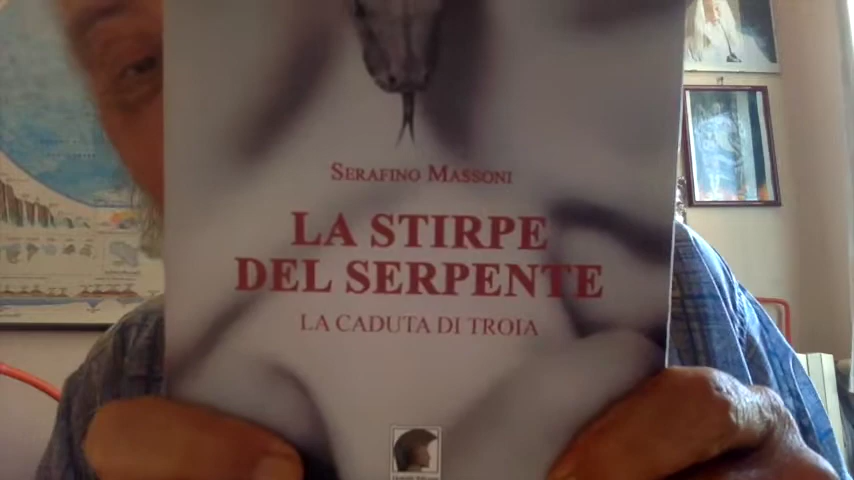 SERAFINO MASSONI
LA STIRPE
DEL SERPENTE
LA CADUTA DI TROIA